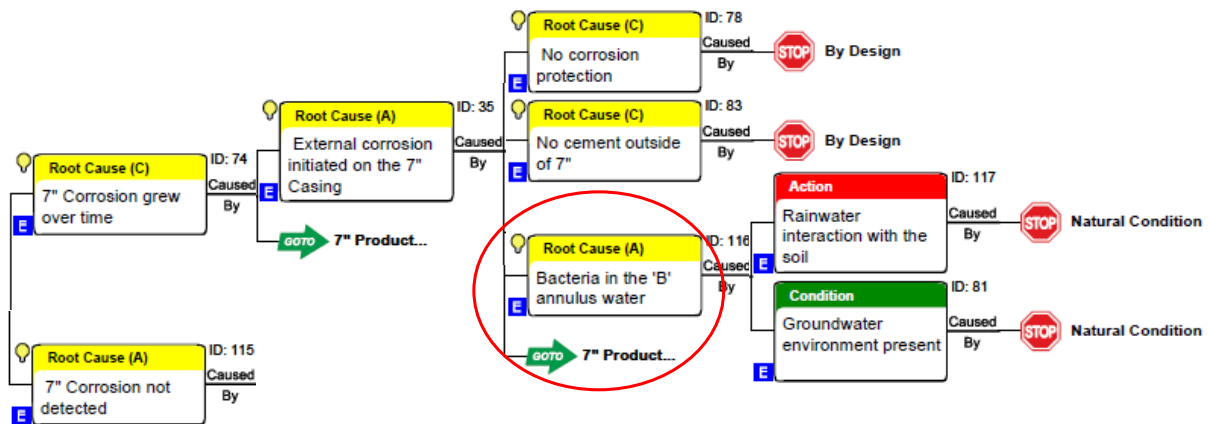 Root Cause (C)
ID: 78
No corrosion
protection
E
Caused
By
STOP
By Design
Root Cause (C)
ID: 83
No cement outside
of 7"
E
Caused
By
STOP
By Design
Root Cause (A)
ID: 35
External corrosion
initiated on the 7"
Casing
E
Caused
By
Root Cause (C)
ID: 74
7" Corrosion grew
over time
E
Caused
By
GOTO 7" Product...
Root Cause (A)
ID: 116
Bacteria in the 'B'
annulus water
E
Caused
By
GOTO 7" Product...
Action
ID: 117
Rainwater
interaction with the
soil
E
Caused
By
STOP
Natural Condition
Condition
ID: 81
Groundwater
environment present
E
Caused
By
STOP
Natural Condition
Root Cause (A)
ID: 115
7" Corrosion not
detected
E
Caused
By